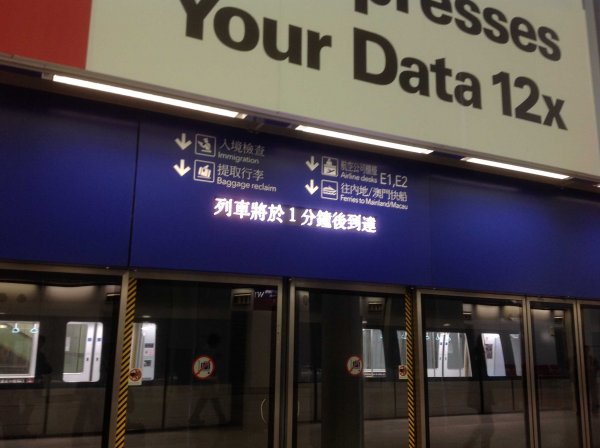 presses
Your Data 12x
入境檢查
Immigration
提取行李
Baggage reclaim
航空公司櫃檯
Airline desks E1,E2
往內地/澳門快船
Ferries to Mainland/Macau
列車將於1分鐘後到達